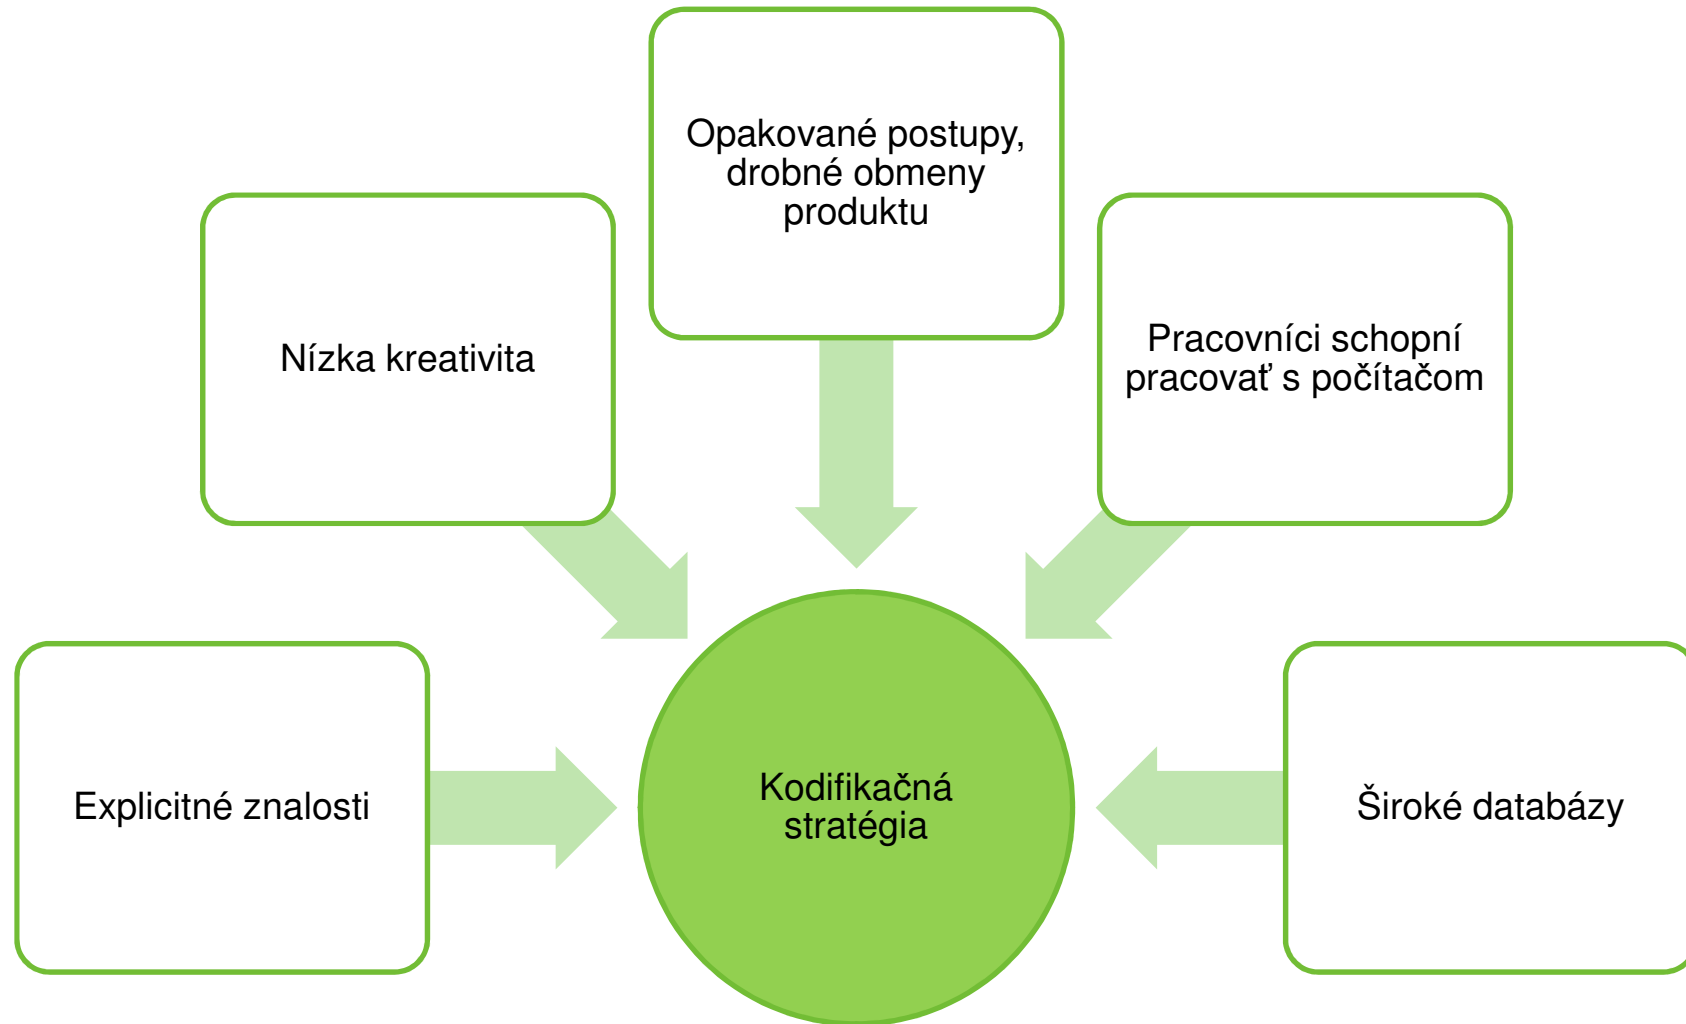 Explicitné znalosti
Nízka kreativita
Opakované postupy,
drobné obmeny
produktu
Pracovníci schopní
pracovať s počítačom
Široké databázy
Kodifikačná
stratégia